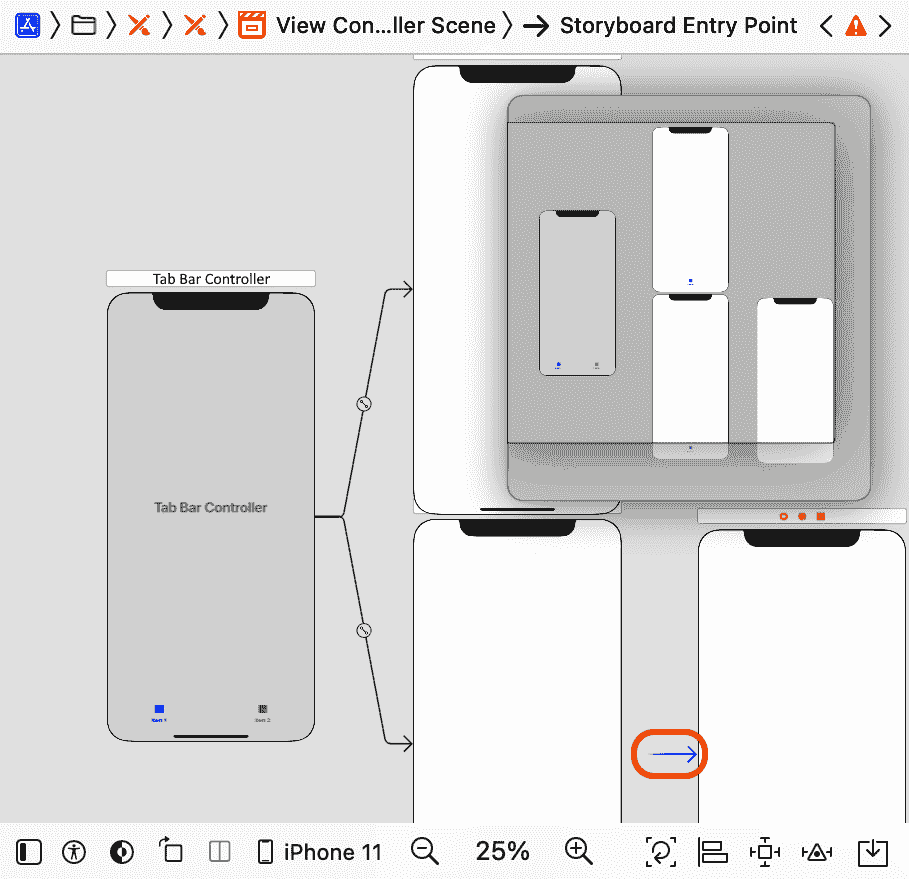 View Con...ller Scene
Storyboard Entry Point
Tab Bar Controller
Tab Bar Controller
Item 1
Item 2
iPhone 11
25%